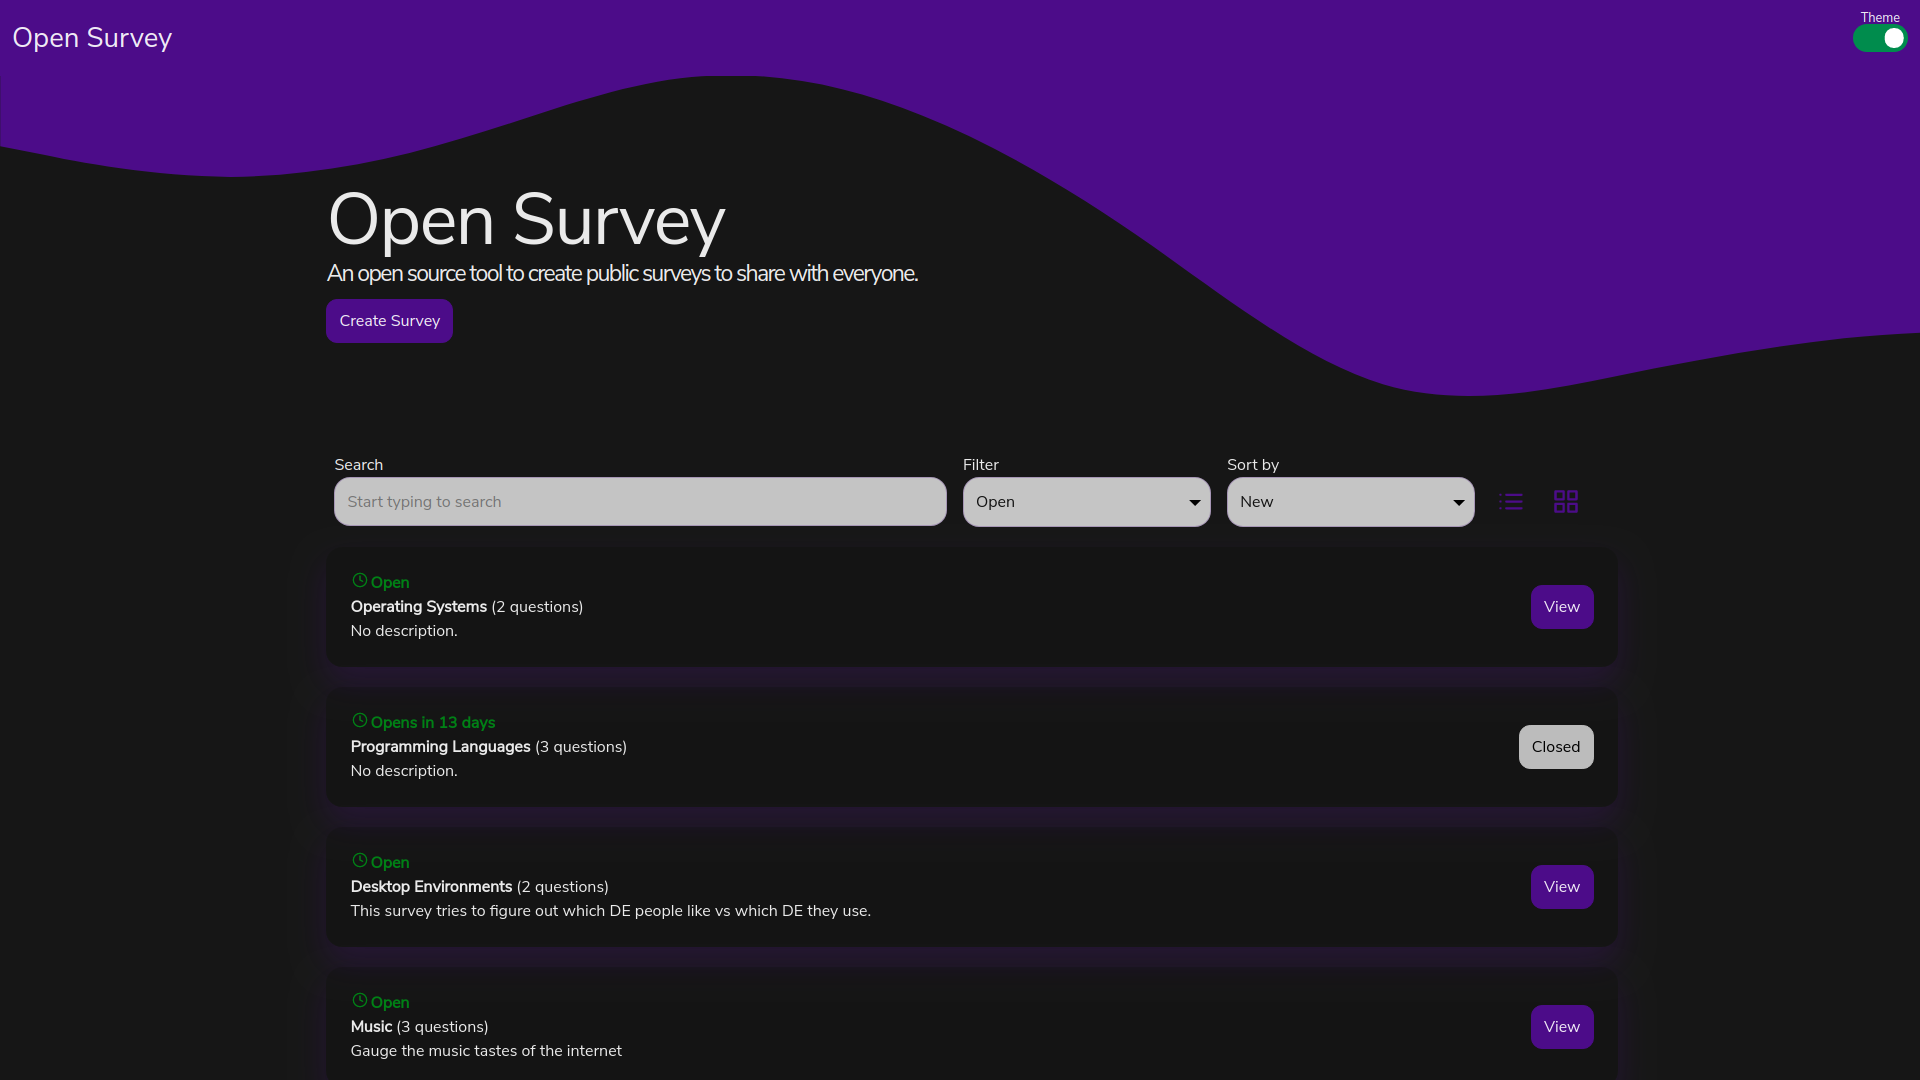 Open Survey
Theme
Open Survey
An open source tool to create public surveys to share with everyone.
Create Survey
Search
Filter
Sort by
Start typing to search
Open
New
Open
Operating Systems (2 questions)
No description.
View
Opens in 13 days
Programming Languages (3 questions)
No description.
Closed
Open
Desktop Environments (2 questions)
This survey tries to figure out which DE people like vs which DE they use.
View
Open
Music (3 questions)
Gauge the music tastes of the internet
View